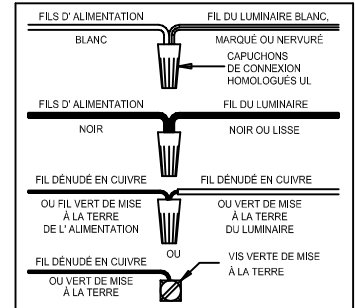 FILS D' ALIMENTATION
FIL DU LUMINAIRE BLANC,
BLANC
MARQUÉ OU NERVURÉ
CAPUCHONS
DE CONNEXION
HOMOLOGUÉS UL
FILS D' ALIMENTATION
FIL DU LUMINAIRE
NOIR
NOIR OU LISSE
FIL DÉNUDÉ EN CUIVRE
FIL DÉNUDÉ EN CUIVRE
OU FIL VERT DE MISE
À LA TERRE
DE L' ALIMENTATION
OU VERT DE MISE
À LA TERRE
DU LUMINAIRE
OU
FIL DÉNUDÉ EN CUIVRE
OU VERT DE MISE
À LA TERRE
VIS VERTE DE MISE
À LA TERRE